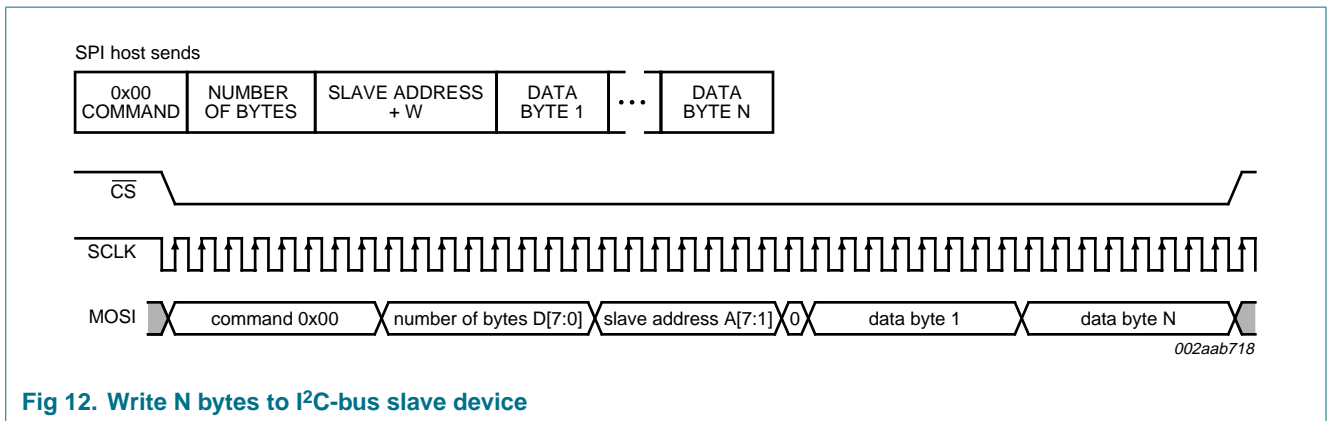 SPI host sends
0x00 COMMAND NUMBER OF BYTES SLAVE ADDRESS + W DATA BYTE 1 ... DATA BYTE N
CS
SCLK
MOSI command 0x00 number of bytes D[7:0] slave address A[7:1] 0 data byte 1 data byte N
002aab718
Fig 12. Write N bytes to I²C-bus slave device